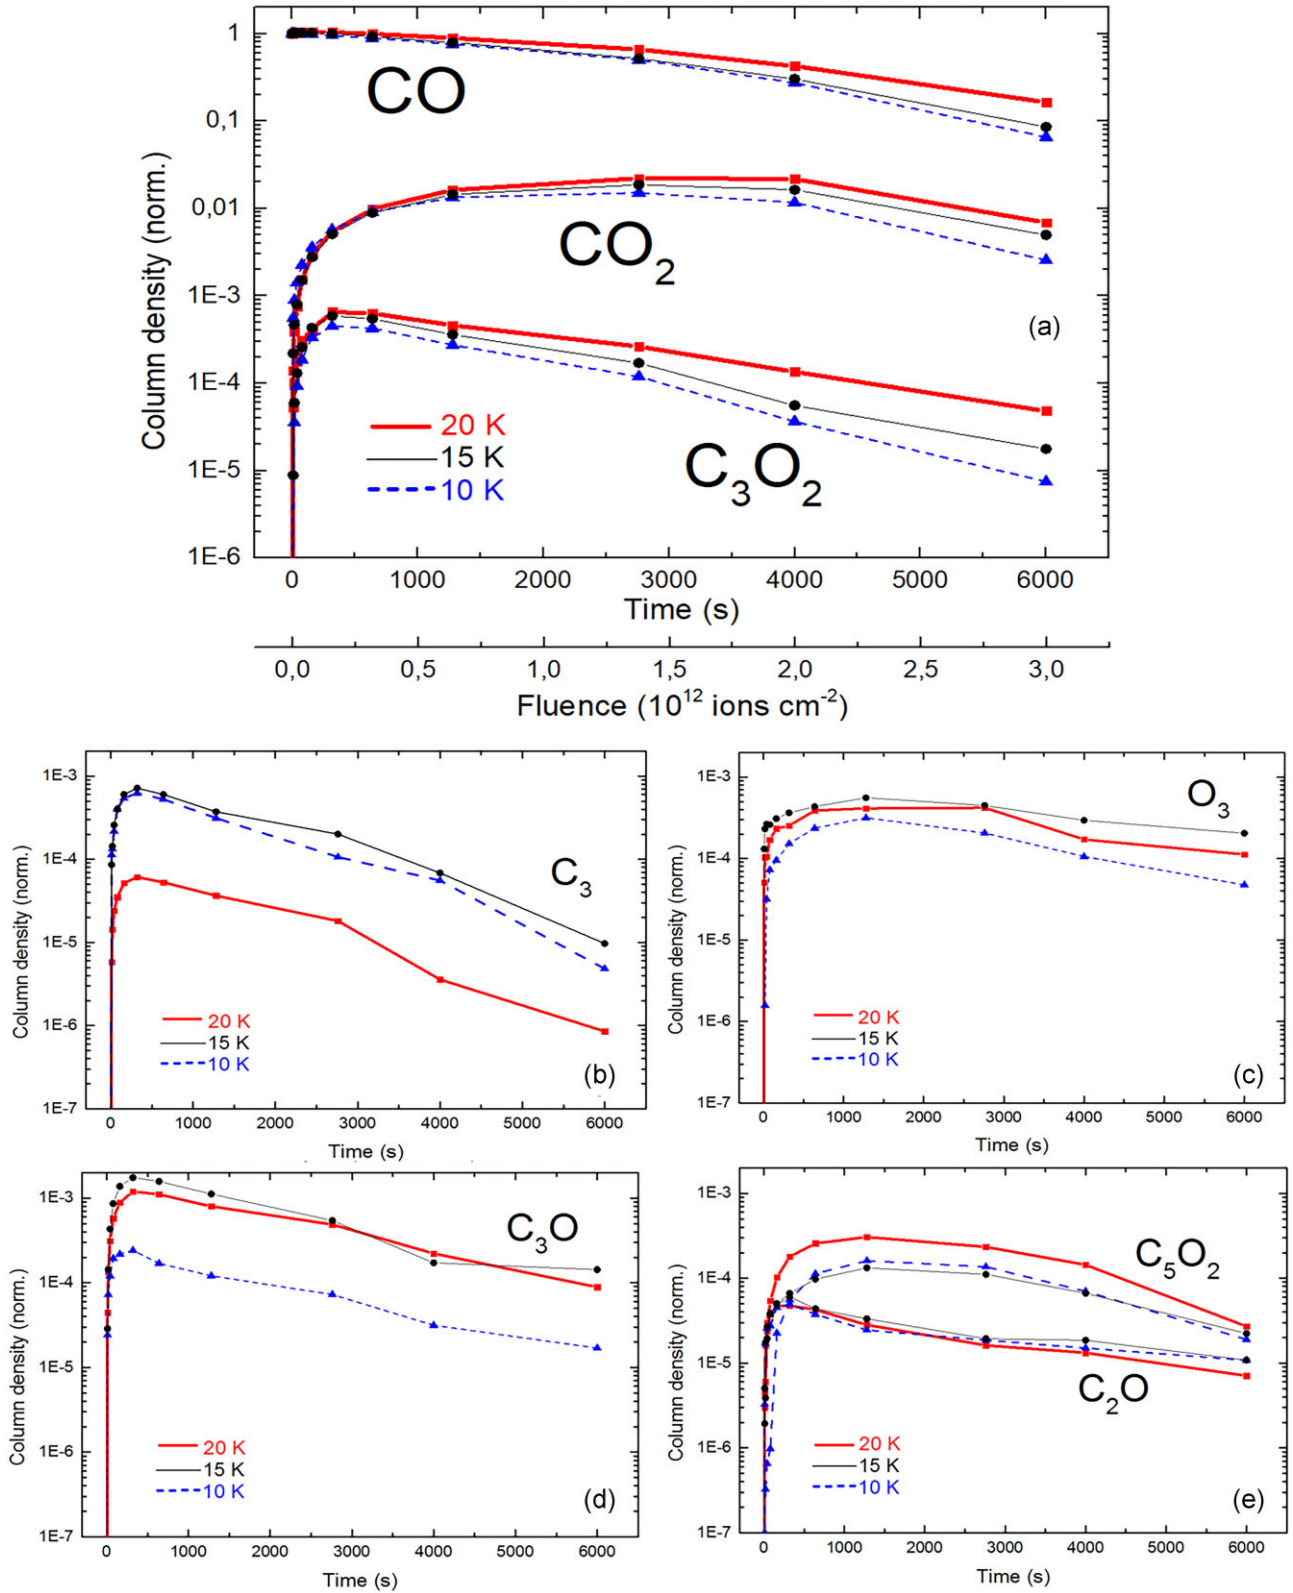 Column density (norm.)
1
0,1
0,01
1E-3
1E-4
1E-5
1E-6
CO
CO2
C3O2
(a)
20 K
15 K
10 K
0 1000 2000 3000 4000 5000 6000
Time (s)
0,0 0,5 1,0 1,5 2,0 2,5 3,0
Fluence (10^12 ions cm^-2)
Column density (norm.)
1E-3
1E-4
1E-5
1E-6
1E-7
C3
20 K
15 K
10 K
(b)
0 1000 2000 3000 4000 5000 6000
Time (s)
Column density (norm.)
1E-3
1E-4
1E-5
1E-6
1E-7
O3
20 K
15 K
10 K
(c)
0 1000 2000 3000 4000 5000 6000
Time (s)
Column density (norm.)
1E-3
1E-4
1E-5
1E-6
1E-7
C3O
20 K
15 K
10 K
(d)
0 1000 2000 3000 4000 5000 6000
Time (s)
Column density (norm.)
1E-3
1E-4
1E-5
1E-6
1E-7
C5O2
C2O
20 K
15 K
10 K
(e)
0 1000 2000 3000 4000 5000 6000
Time (s)